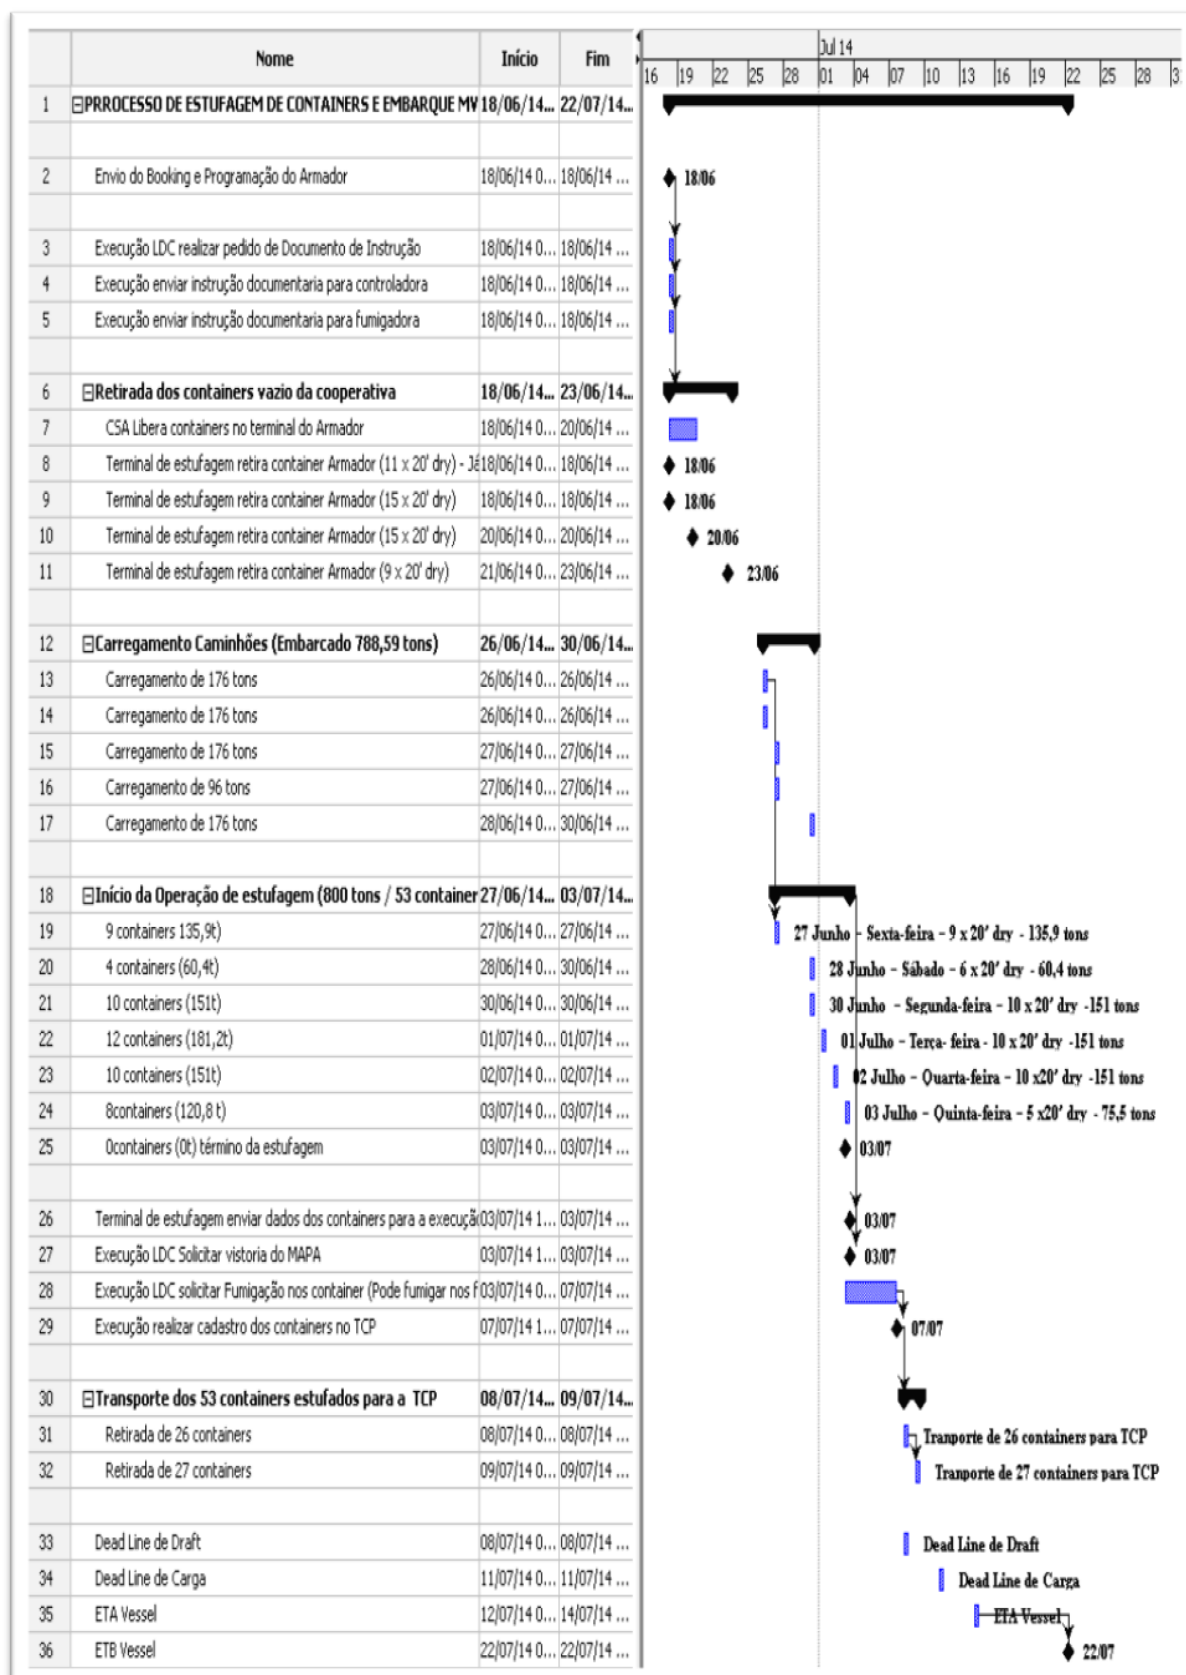 Nome Início Fim
Jul 14
16 19 22 25 28 01 04 07 10 13 16 19 22 25 28 3
1 PRROCESSO DE ESTUFAGEM DE CONTAINERS E EMBARQUE MV 18/06/14... 22/07/14...
2 Envio do Booking e Programação do Armador 18/06/14 0... 18/06/14 ... 18/06
3 Execução LDC realizar pedido de Documento de Instrução 18/06/14 0... 18/06/14 ...
4 Execução enviar instrução documentaria para controladora 18/06/14 0... 18/06/14 ...
5 Execução enviar instrução documentaria para fumigadora 18/06/14 0... 18/06/14 ...
6 Retirada dos containers vazio da cooperativa 18/06/14... 23/06/14...
7 CSA Libera containers no terminal do Armador 18/06/14 0... 20/06/14 ...
8 Terminal de estufagem retira container Armador (11 x 20' dry) - Já 18/06/14 0... 18/06/14 ... 18/06
9 Terminal de estufagem retira container Armador (15 x 20' dry) 18/06/14 0... 18/06/14 ... 18/06
10 Terminal de estufagem retira container Armador (15 x 20' dry) 20/06/14 0... 20/06/14 ... 20/06
11 Terminal de estufagem retira container Armador (9 x 20' dry) 21/06/14 0... 23/06/14 ... 23/06
12 Carregamento Caminhões (Embarcado 788,59 tons) 26/06/14... 30/06/14...
13 Carregamento de 176 tons 26/06/14 0... 26/06/14 ...
14 Carregamento de 176 tons 26/06/14 0... 26/06/14 ...
15 Carregamento de 176 tons 27/06/14 0... 27/06/14 ...
16 Carregamento de 96 tons 27/06/14 0... 27/06/14 ...
17 Carregamento de 176 tons 28/06/14 0... 30/06/14 ...
18 Início da Operação de estufagem (800 tons / 53 container 27/06/14... 03/07/14...
19 9 containers 135,9t) 27/06/14 0... 27/06/14 ... 27 Junho – Sexta-feira – 9 x 20' dry - 135,9 tons
20 4 containers (60,4t) 28/06/14 0... 30/06/14 ... 28 Junho – Sábado – 6 x 20' dry - 60,4 tons
21 10 containers (151t) 30/06/14 0... 30/06/14 ... 30 Junho – Segunda-feira – 10 x 20' dry -151 tons
22 12 containers (181,2t) 01/07/14 0... 01/07/14 ... 01 Julho – Terça- feira - 10 x 20' dry -151 tons
23 10 containers (151t) 02/07/14 0... 02/07/14 ... 02 Julho – Quarta-feira – 10 x20' dry -151 tons
24 8containers (120,8 t) 03/07/14 0... 03/07/14 ... 03 Julho – Quinta-feira – 5 x20' dry - 75,5 tons
25 0containers (0t) término da estufagem 03/07/14 0... 03/07/14 ... 03/07
26 Terminal de estufagem enviar dados dos containers para a execuçã 03/07/14 1... 03/07/14 ... 03/07
27 Execução LDC Solicitar vistoria do MAPA 03/07/14 1... 03/07/14 ... 03/07
28 Execução LDC solicitar Fumigação nos container (Pode fumigar nos f 03/07/14 0... 07/07/14 ...
29 Execução realizar cadastro dos containers no TCP 07/07/14 1... 07/07/14 ... 07/07
30 Transporte dos 53 containers estufados para a TCP 08/07/14... 09/07/14...
31 Retirada de 26 containers 08/07/14 0... 08/07/14 ... Tranporte de 26 containers para TCP
32 Retirada de 27 containers 09/07/14 0... 09/07/14 ... Tranporte de 27 containers para TCP
33 Dead Line de Draft 08/07/14 0... 08/07/14 ... Dead Line de Draft
34 Dead Line de Carga 11/07/14 0... 11/07/14 ... Dead Line de Carga
35 ETA Vessel 12/07/14 0... 14/07/14 ... ETA Vessel
36 ETB Vessel 22/07/14 0... 22/07/14 ... 22/07